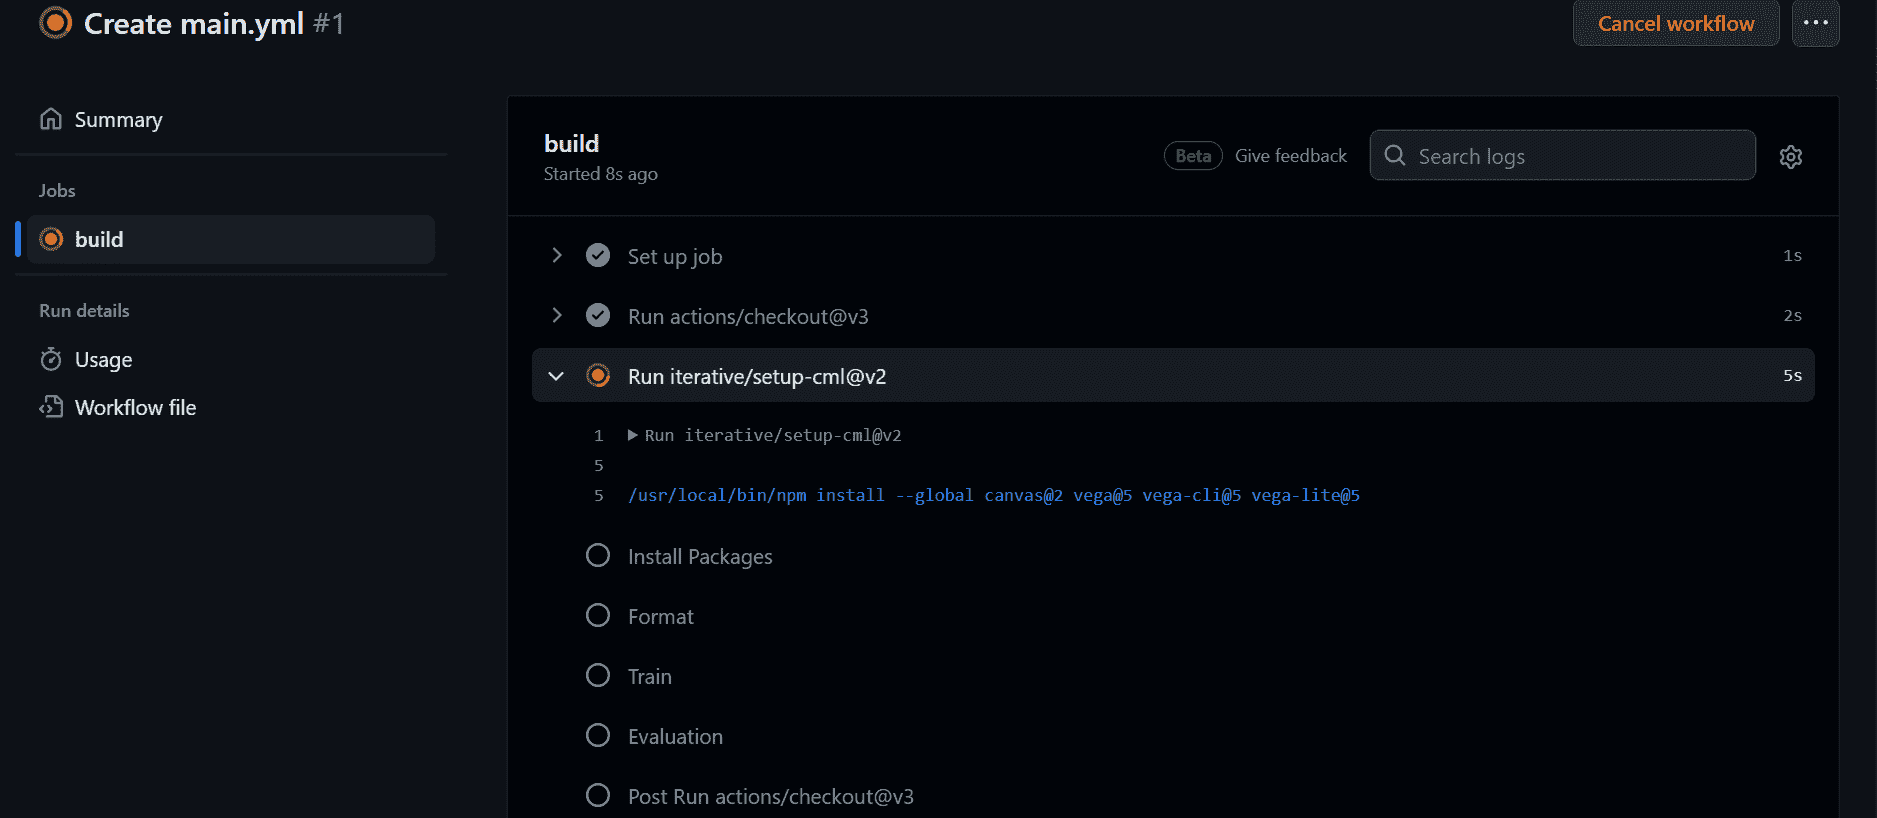 Create main.yml #1
Cancel workflow
Summary
Jobs
build
Run details
Usage
Workflow file
build
Started 8s ago
Beta
Give feedback
Search logs
Set up job 1s
Run actions/checkout@v3 2s
Run iterative/setup-cml@v2 5s
1 Run iterative/setup-cml@v2
5
5 /usr/local/bin/npm install --global canvas@2 vega@5 vega-cli@5 vega-lite@5
Install Packages
Format
Train
Evaluation
Post Run actions/checkout@v3